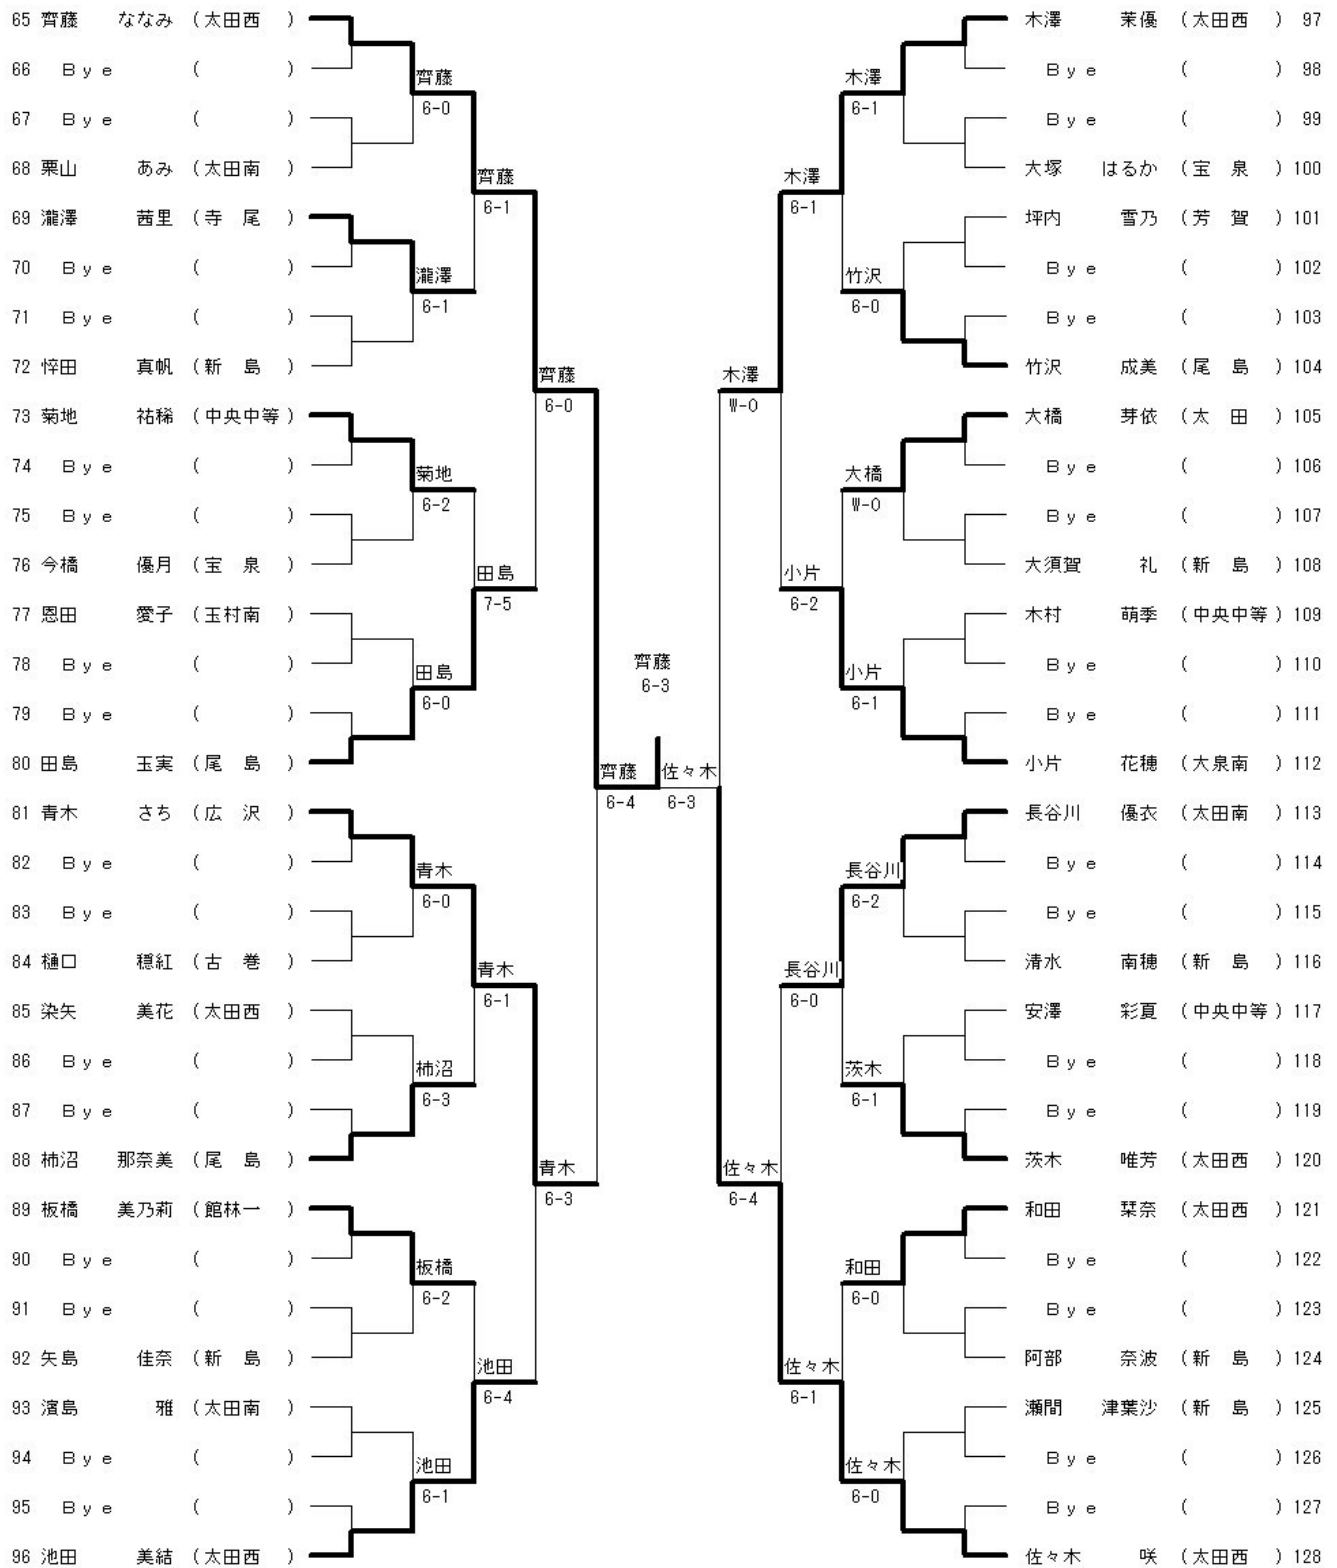 65 齊藤 ななみ (太田西 )
66 Bye ( )
67 Bye ( )
68 栗山 あみ (太田南 )
69 瀧澤 茜里 (寺 尾 )
70 Bye ( )
71 Bye ( )
72 悴田 真帆 (新 島 )
73 菊地 祐稀 (中央中等)
74 Bye ( )
75 Bye ( )
76 今橋 優月 (宝 泉 )
77 恩田 愛子 (玉村南 )
78 Bye ( )
79 Bye ( )
80 田島 玉実 (尾 島 )
81 青木 さち (広 沢 )
82 Bye ( )
83 Bye ( )
84 樋口 穏紅 (古 巻 )
85 染矢 美花 (太田西 )
86 Bye ( )
87 Bye ( )
88 柿沼 那奈美 (尾 島 )
89 板橋 美乃莉 (館林一 )
90 Bye ( )
91 Bye ( )
92 矢島 佳奈 (新 島 )
93 濱島 雅 (太田南 )
94 Bye ( )
95 Bye ( )
96 池田 美結 (太田西 )
齊藤
6-0
瀧澤
6-1
菊地
6-2
田島
6-0
青木
6-0
柿沼
6-3
板橋
6-2
池田
6-1
齊藤
6-1
田島
7-5
青木
6-1
池田
6-4
齊藤
6-0
青木
6-3
齊藤
6-4
齊藤
6-3
佐々木
6-3
木澤
W-O
佐々木
6-4
木澤
6-1
小片
6-2
長谷川
6-0
佐々木
6-1
木澤
6-1
竹沢
6-0
大橋
W-O
小片
6-1
長谷川
6-2
茨木
6-1
和田
6-0
佐々木
6-0
木澤 茉優 (太田西 ) 97
Bye ( ) 98
Bye ( ) 99
大塚 はるか (宝 泉 ) 100
坪内 雪乃 (芳 賀 ) 101
Bye ( ) 102
Bye ( ) 103
竹沢 成美 (尾 島 ) 104
大橋 芽依 (太 田 ) 105
Bye ( ) 106
Bye ( ) 107
大須賀 礼 (新 島 ) 108
木村 萌季 (中央中等) 109
Bye ( ) 110
Bye ( ) 111
小片 花穂 (大泉南 ) 112
長谷川 優衣 (太田南 ) 113
Bye ( ) 114
Bye ( ) 115
清水 南穂 (新 島 ) 116
安澤 彩夏 (中央中等) 117
Bye ( ) 118
Bye ( ) 119
茨木 唯芳 (太田西 ) 120
和田 栞奈 (太田西 ) 121
Bye ( ) 122
Bye ( ) 123
阿部 奈波 (新 島 ) 124
瀬間 津葉沙 (新 島 ) 125
Bye ( ) 126
Bye ( ) 127
佐々木 咲 (太田西 ) 128